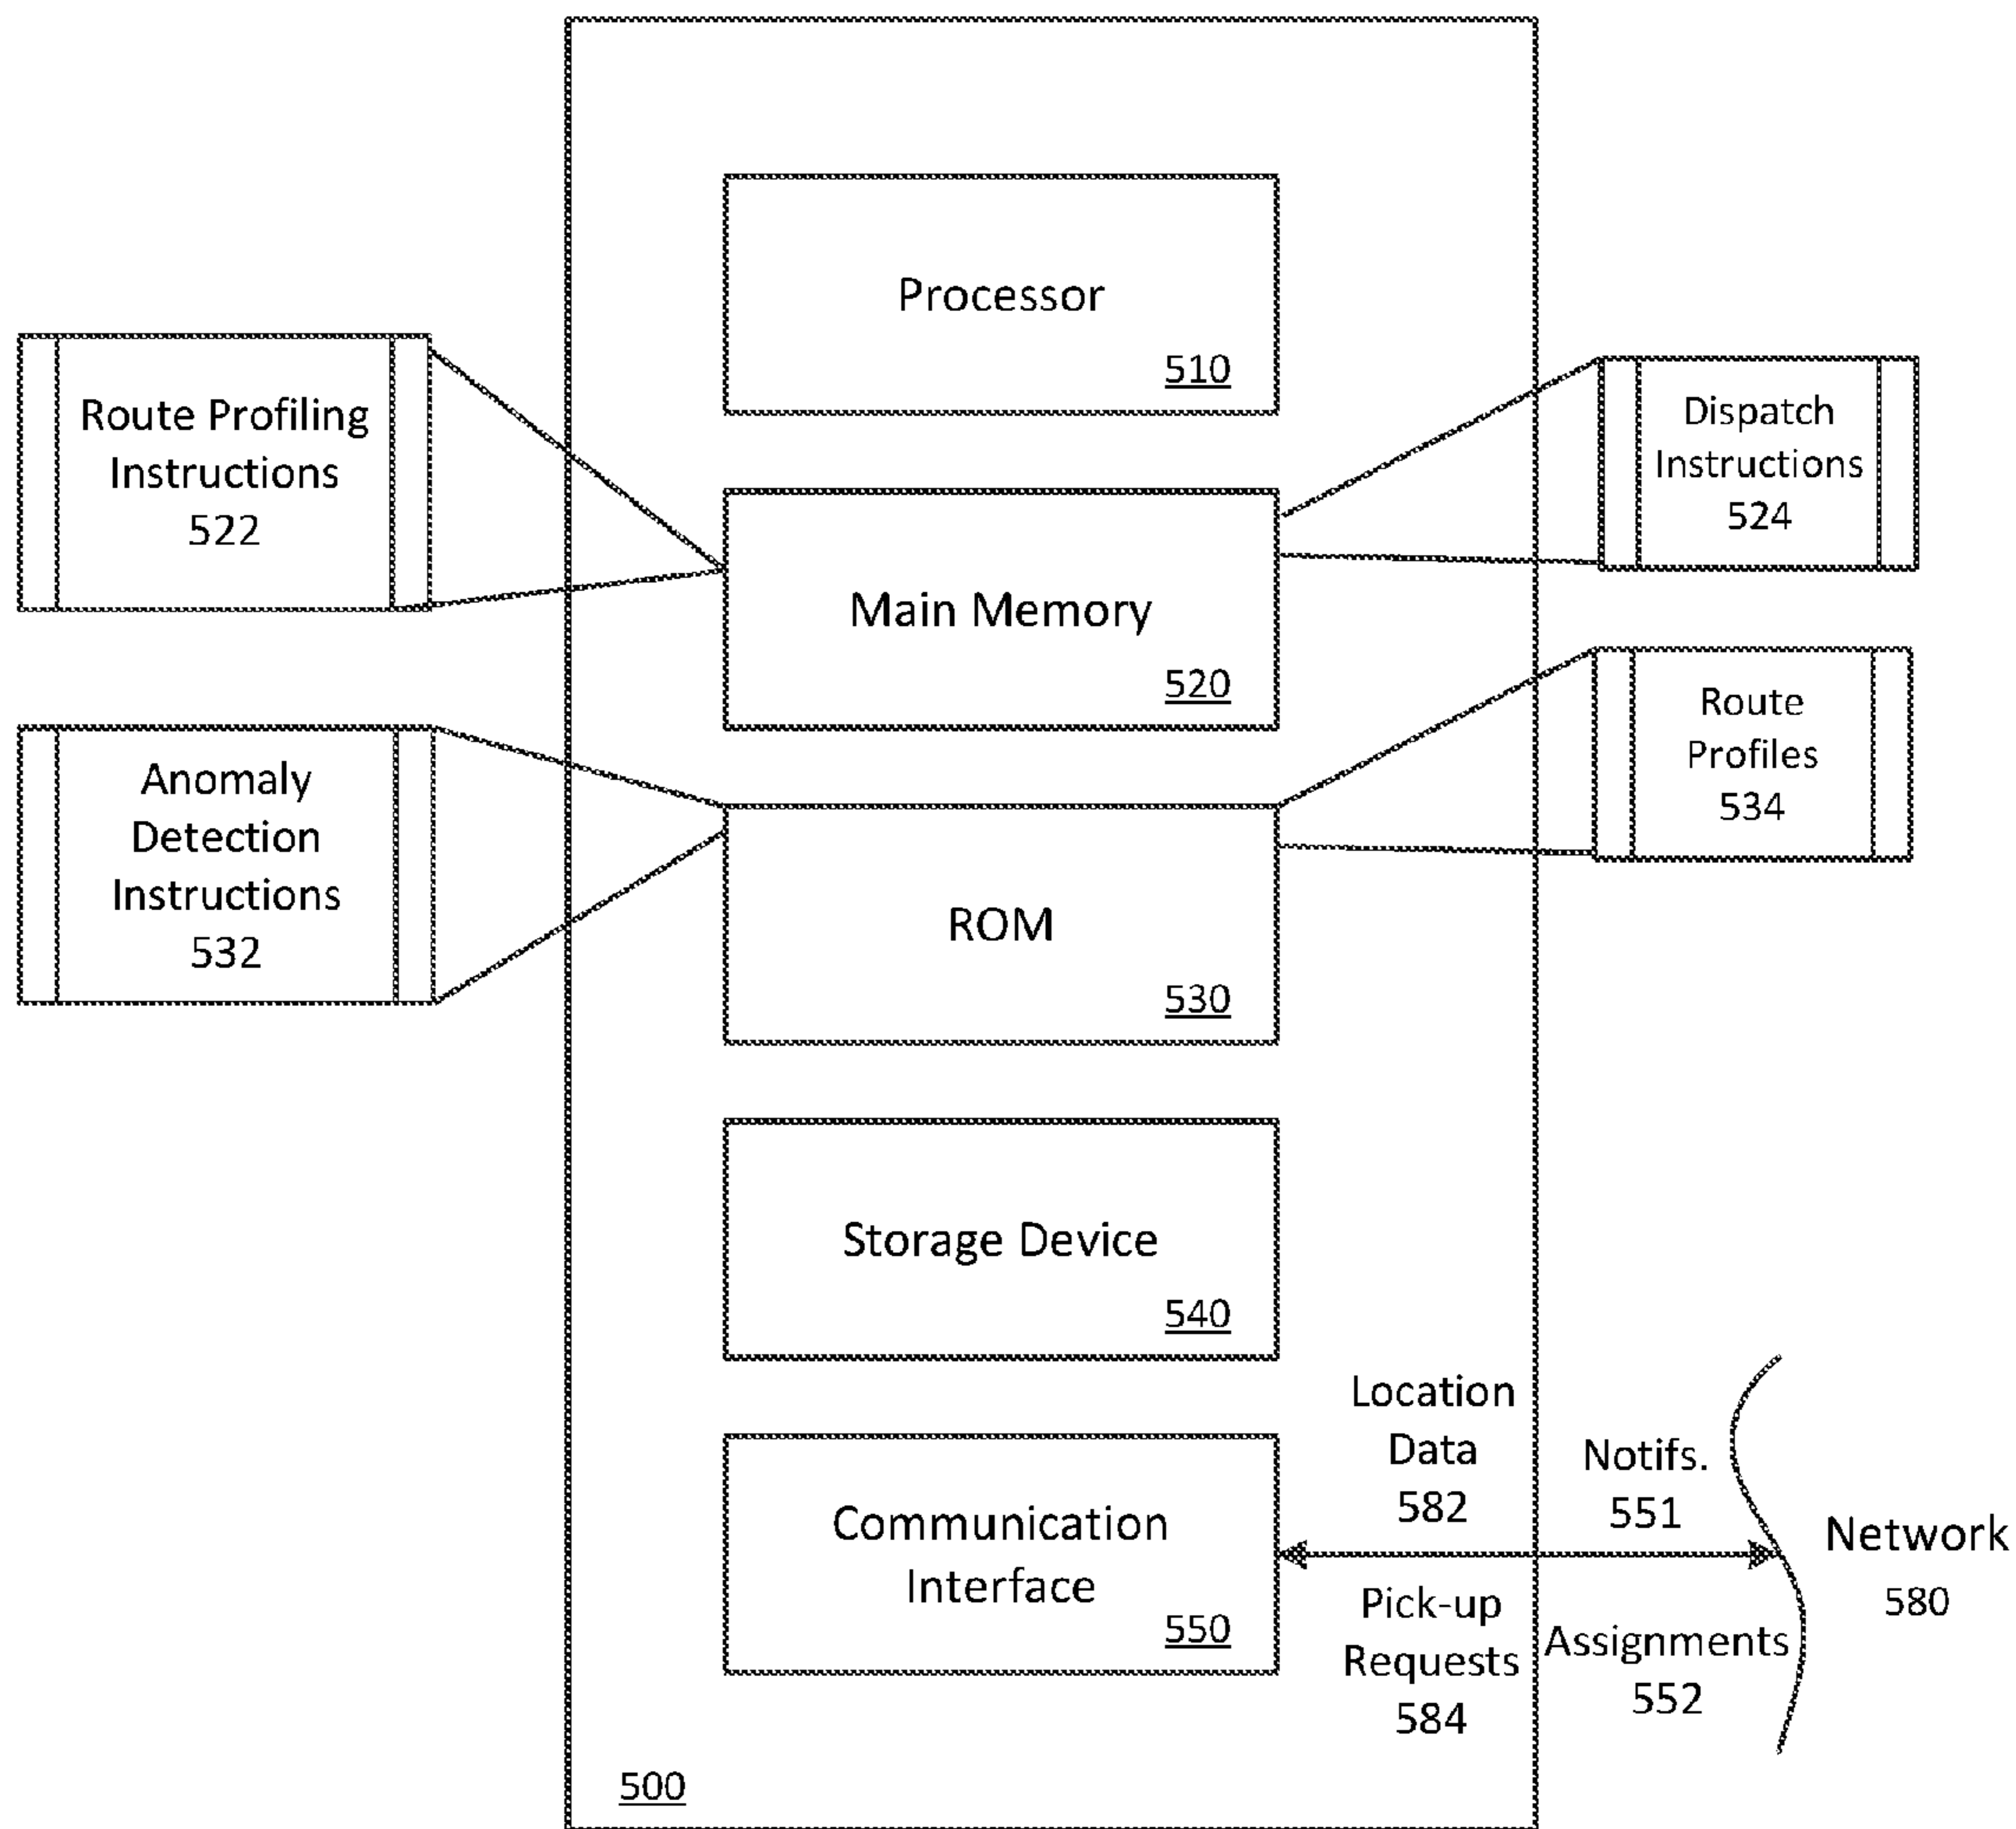 Processor
510
Route Profiling
Instructions
522
Dispatch
Instructions
524
Main Memory
520
Route
Profiles
534
Anomaly
Detection
Instructions
532
ROM
530
Storage Device
540
Location
Data
582
Notifs.
551
Communication
Interface
550
Network
580
Pick-up
Requests
584
Assignments
552
500